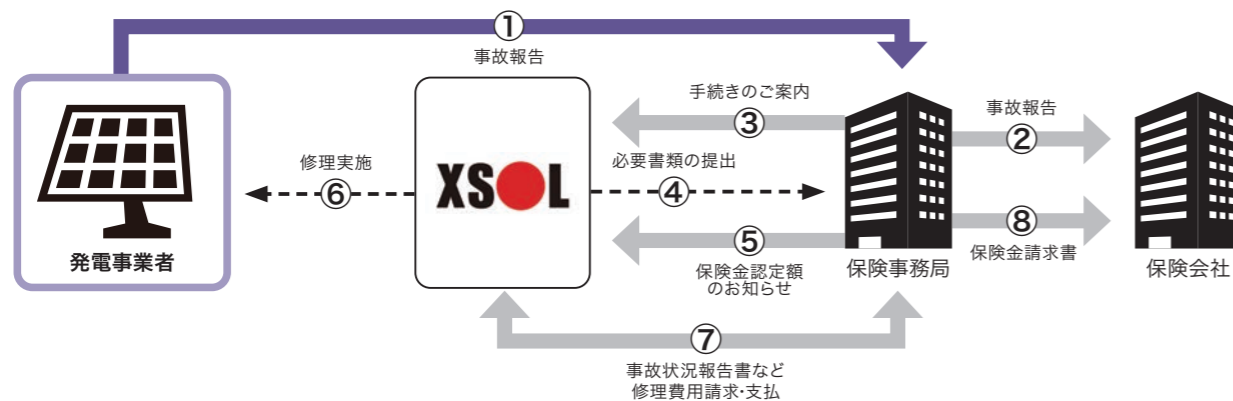 ①
事故報告
手続きのご案内
③
事故報告
②
修理実施
⑥
XSOL
必要書類の提出
④
発電事業者
⑤
保険金認定額
のお知らせ
保険事務局
⑧
保険金請求書
保険会社
⑦
事故状況報告書など
修理費用請求・支払